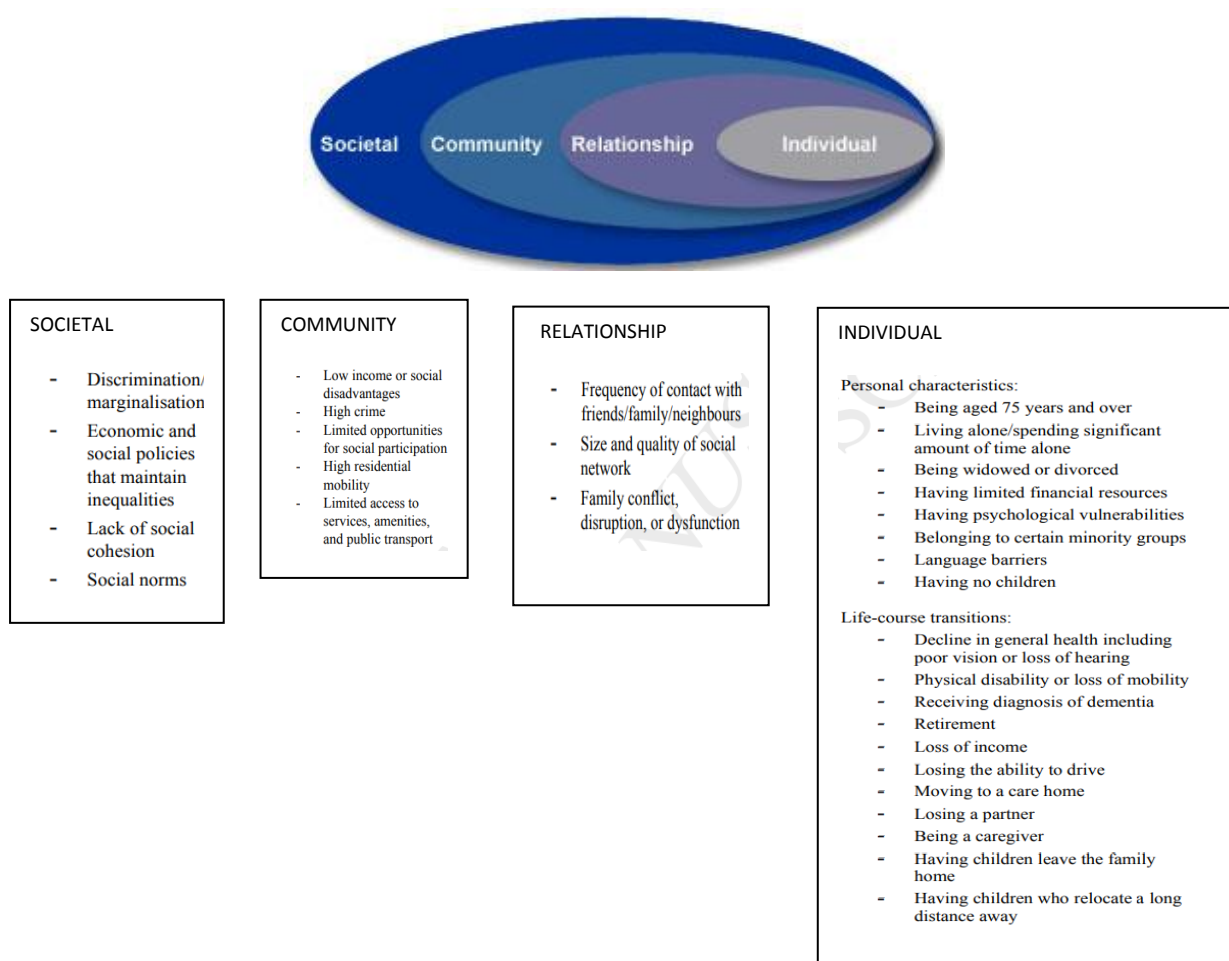 Societal Community Relationship Individual
SOCIETAL
- Discrimination/
marginalisation
- Economic and
social policies
that maintain
inequalities
- Lack of social
cohesion
- Social norms
COMMUNITY
- Low income or social
disadvantages
- High crime
- Limited opportunities
for social participation
- High residential
mobility
- Limited access to
services, amenities,
and public transport
RELATIONSHIP
- Frequency of contact with
friends/family/neighbours
- Size and quality of social
network
- Family conflict,
disruption, or dysfunction
INDIVIDUAL
Personal characteristics:
- Being aged 75 years and over
- Living alone/spending significant
amount of time alone
- Being widowed or divorced
- Having limited financial resources
- Having psychological vulnerabilities
- Belonging to certain minority groups
- Language barriers
- Having no children
Life-course transitions:
- Decline in general health including
poor vision or loss of hearing
- Physical disability or loss of mobility
- Receiving diagnosis of dementia
- Retirement
- Loss of income
- Losing the ability to drive
- Moving to a care home
- Losing a partner
- Being a caregiver
- Having children leave the family
home
- Having children who relocate a long
distance away